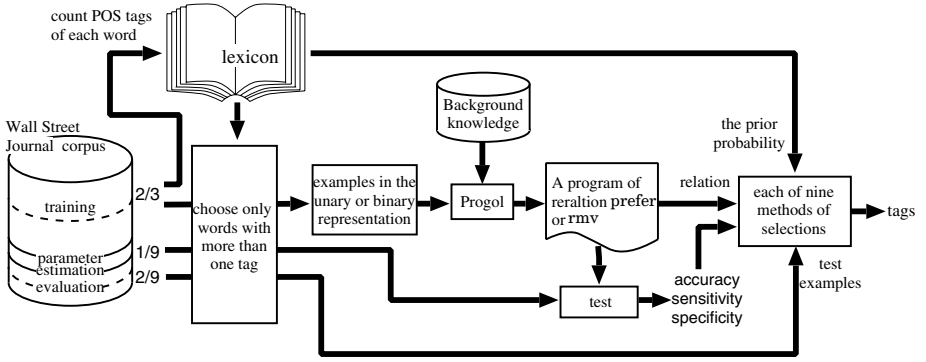 count POS tags
of each word
lexicon
Wall Street
Journal corpus
training
parameter
estimation
evaluation
2/3
1/9
2/9
choose only
words with
more than
one tag
examples in the
unary or binary
representation
Background
knowledge
Progol
A program of
reraltion prefer
or rmv
test
accuracy
sensitivity
specificity
relation
the prior
probability
each of nine
methods of
selections
test
examples
tags